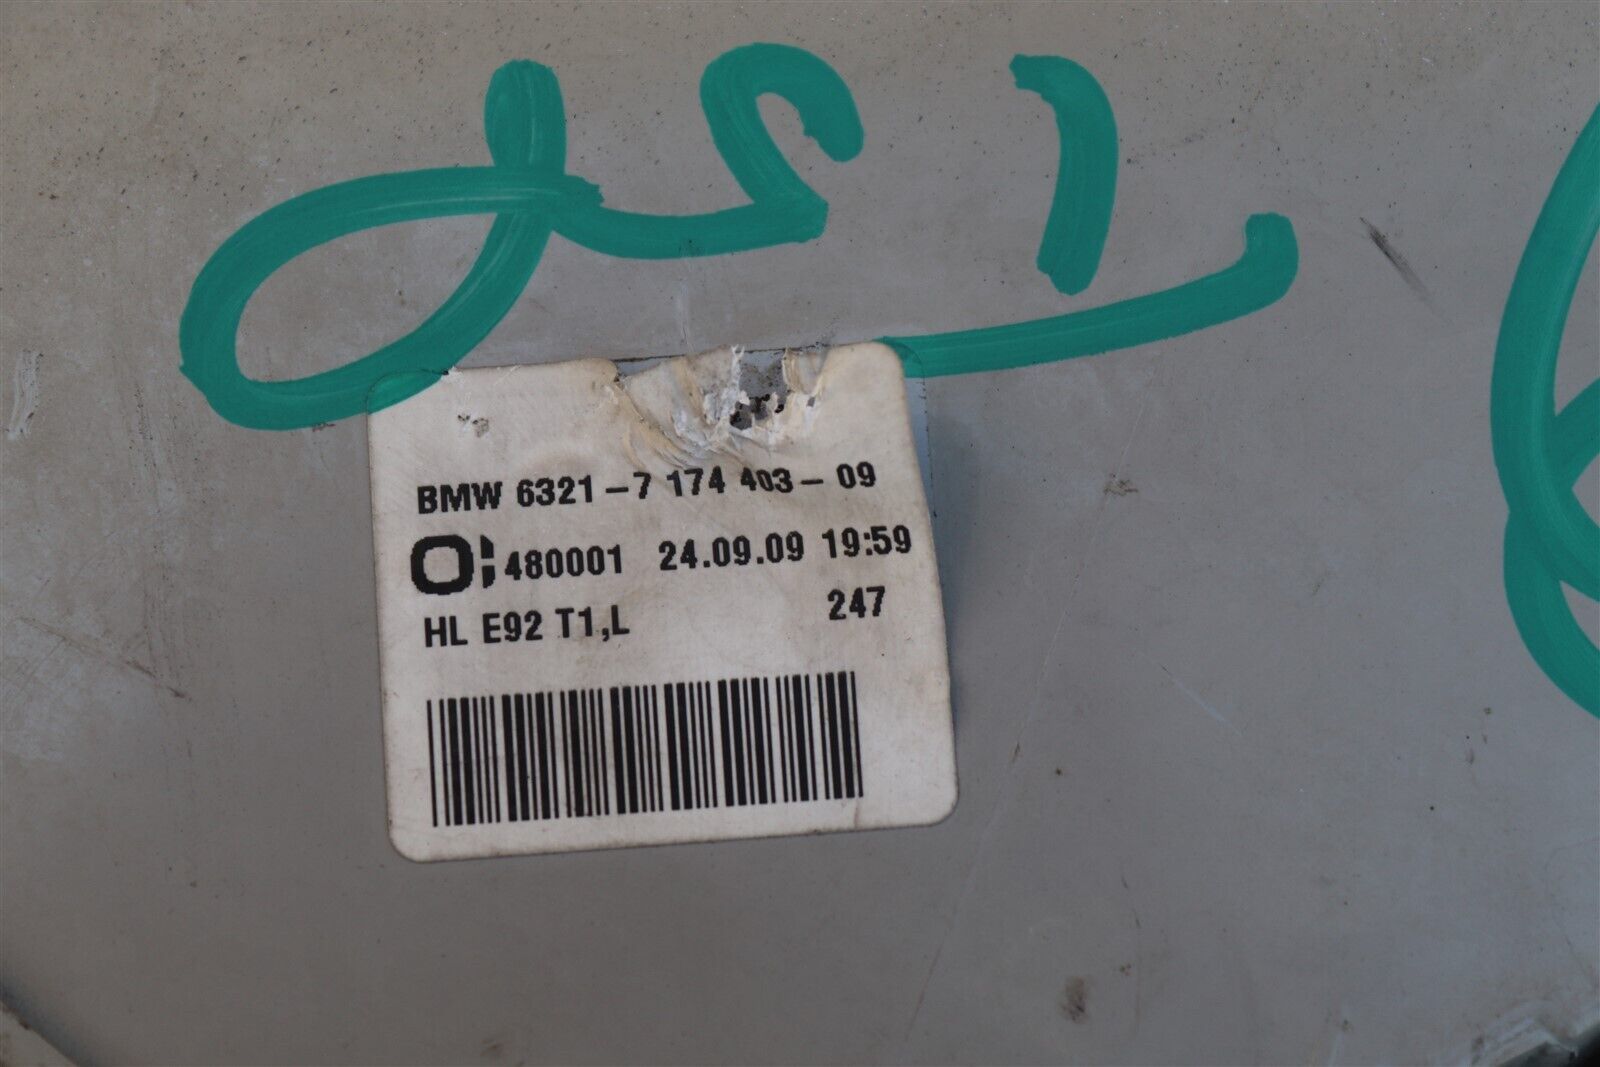 BMW 6321-7 174 403-09
480001 24.09.09 19:59
HL E92 T1,L 247